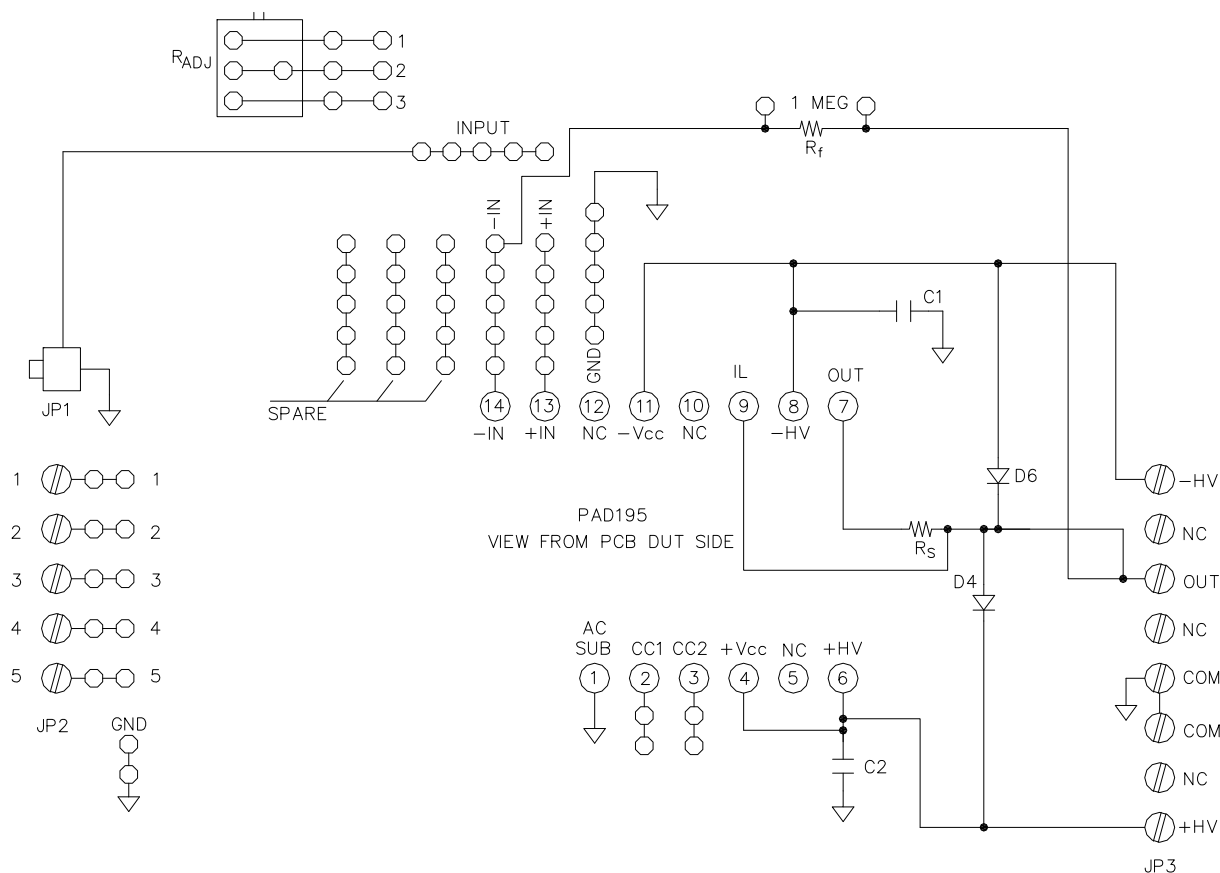 RADJ
1
2
3
1 MEG
Rf
INPUT
-IN
+IN
GND
C1
JP1
SPARE
IL
OUT
14
13
12
11
10
9
8
7
-IN
+IN
NC
-Vcc
NC
-HV
1
1
2
2
3
3
4
4
5
5
JP2
GND
PAD195
VIEW FROM PCB DUT SIDE
RS
D6
D4
AC
SUB
CC1
CC2
+Vcc
NC
+HV
1
2
3
4
5
6
C2
-HV
NC
OUT
NC
COM
COM
NC
+HV
JP3